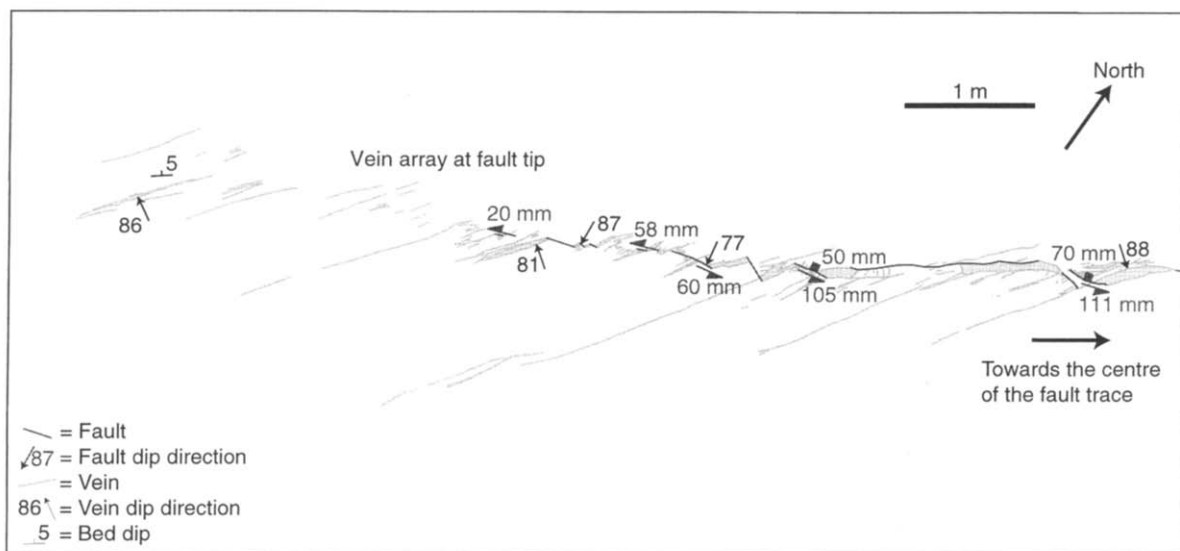 North
1 m
Vein array at fault tip
5
86
20 mm
87
81
58 mm
77
60 mm
50 mm
105 mm
70 mm
88
111 mm
Towards the centre
of the fault trace
= Fault
87 = Fault dip direction
= Vein
86 = Vein dip direction
5 = Bed dip